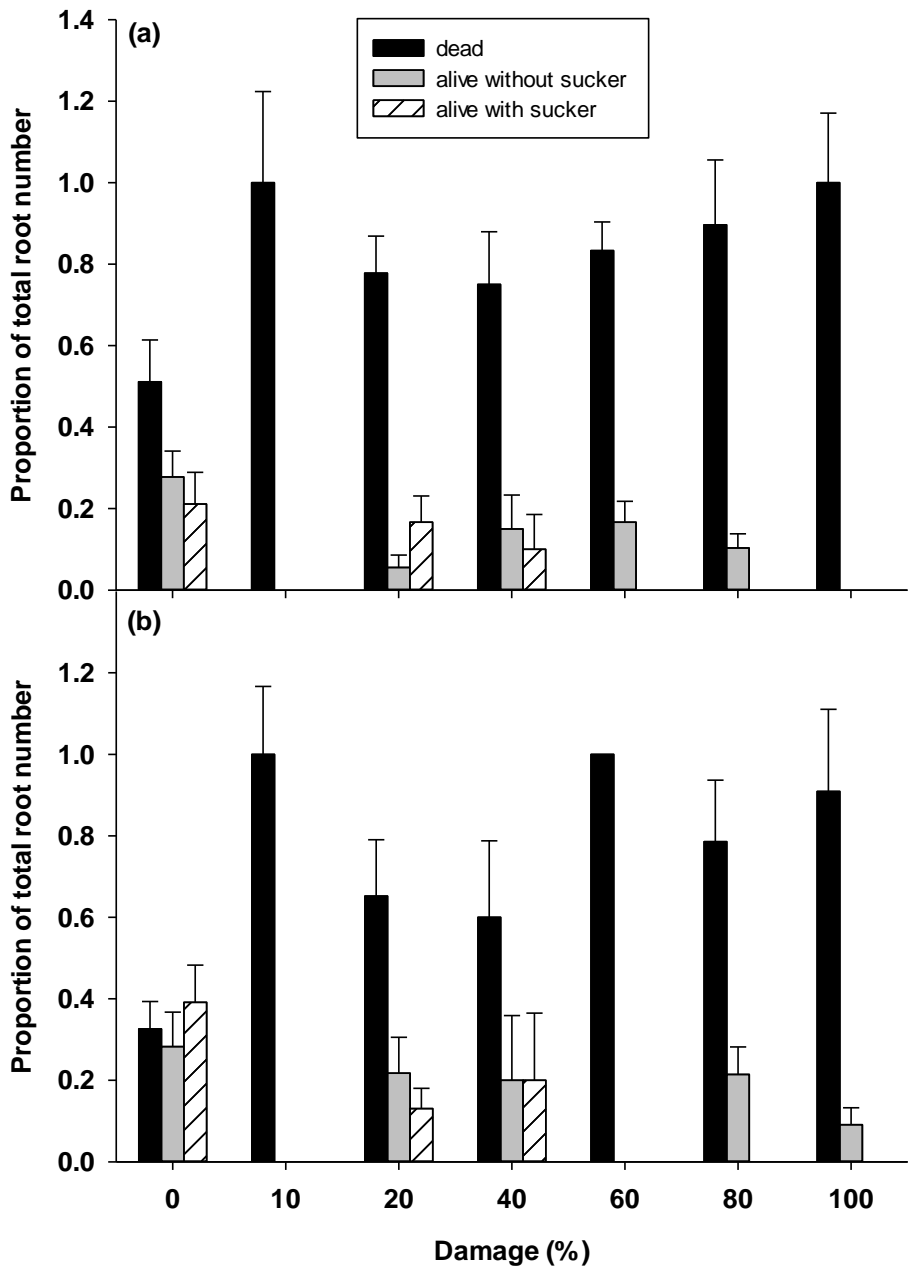 (a)
dead
alive without sucker
alive with sucker
Proportion of total root number
1.4
1.2
1.0
0.8
0.6
0.4
0.2
0.0
(b)
Proportion of total root number
1.2
1.0
0.8
0.6
0.4
0.2
0.0
0 10 20 40 60 80 100
Damage (%)